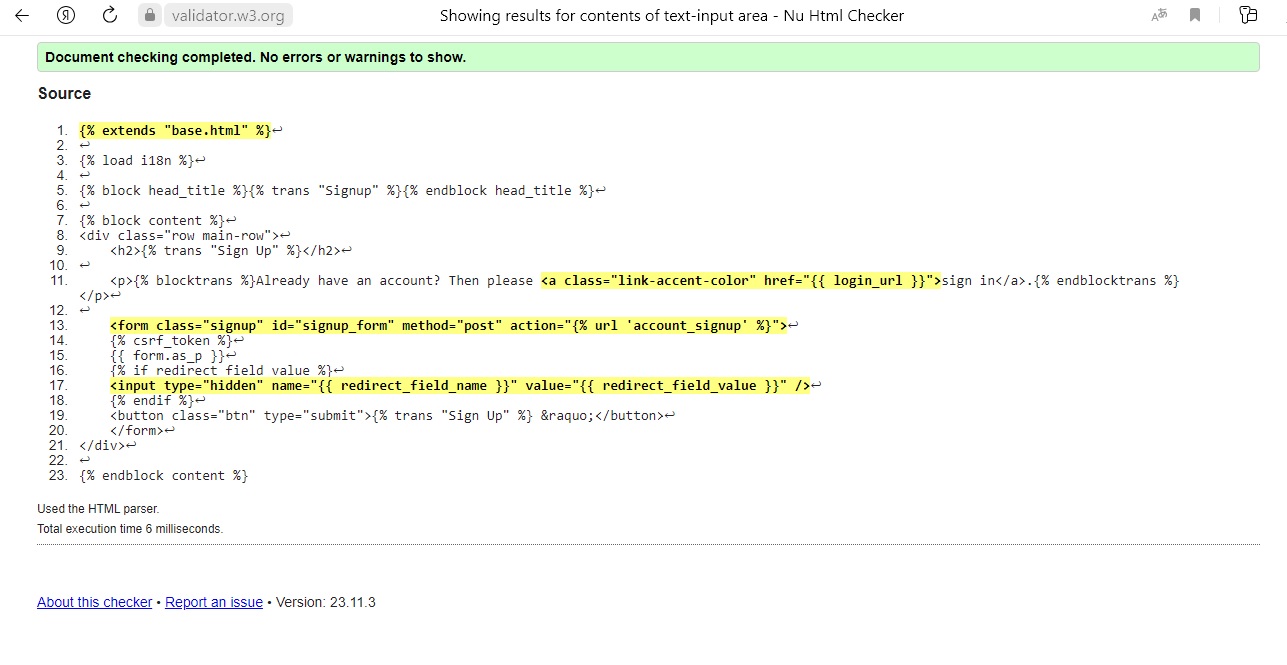 validator.w3.org Showing results for contents of text-input area - Nu Html Checker
Document checking completed. No errors or warnings to show.
Source
1. {% extends "base.html" %}↩
2. ↩
3. {% load i18n %}↩
4. ↩
5. {% block head_title %}{% trans "Signup" %}{% endblock head_title %}↩
6. ↩
7. {% block content %}↩
8. <div class="row main-row">↩
9.     <h2>{% trans "Sign Up" %}</h2>↩
10. ↩
11.     <p>{% blocktrans %}Already have an account? Then please <a class="link-accent-color" href="{{ login_url }}">sign in</a>.{% endblocktrans %}
</p>↩
12. ↩
13.     <form class="signup" id="signup_form" method="post" action="{% url 'account_signup' %}">↩
14.     {% csrf_token %}↩
15.     {{ form.as_p }}↩
16.     {% if redirect_field_value %}↩
17.     <input type="hidden" name="{{ redirect_field_name }}" value="{{ redirect_field_value }}" />↩
18.     {% endif %}↩
19.     <button class="btn" type="submit">{% trans "Sign Up" %} &raquo;</button>↩
20.     </form>↩
21. </div>↩
22. ↩
23. {% endblock content %}
Used the HTML parser.
Total execution time 6 milliseconds.
About this checker • Report an issue • Version: 23.11.3